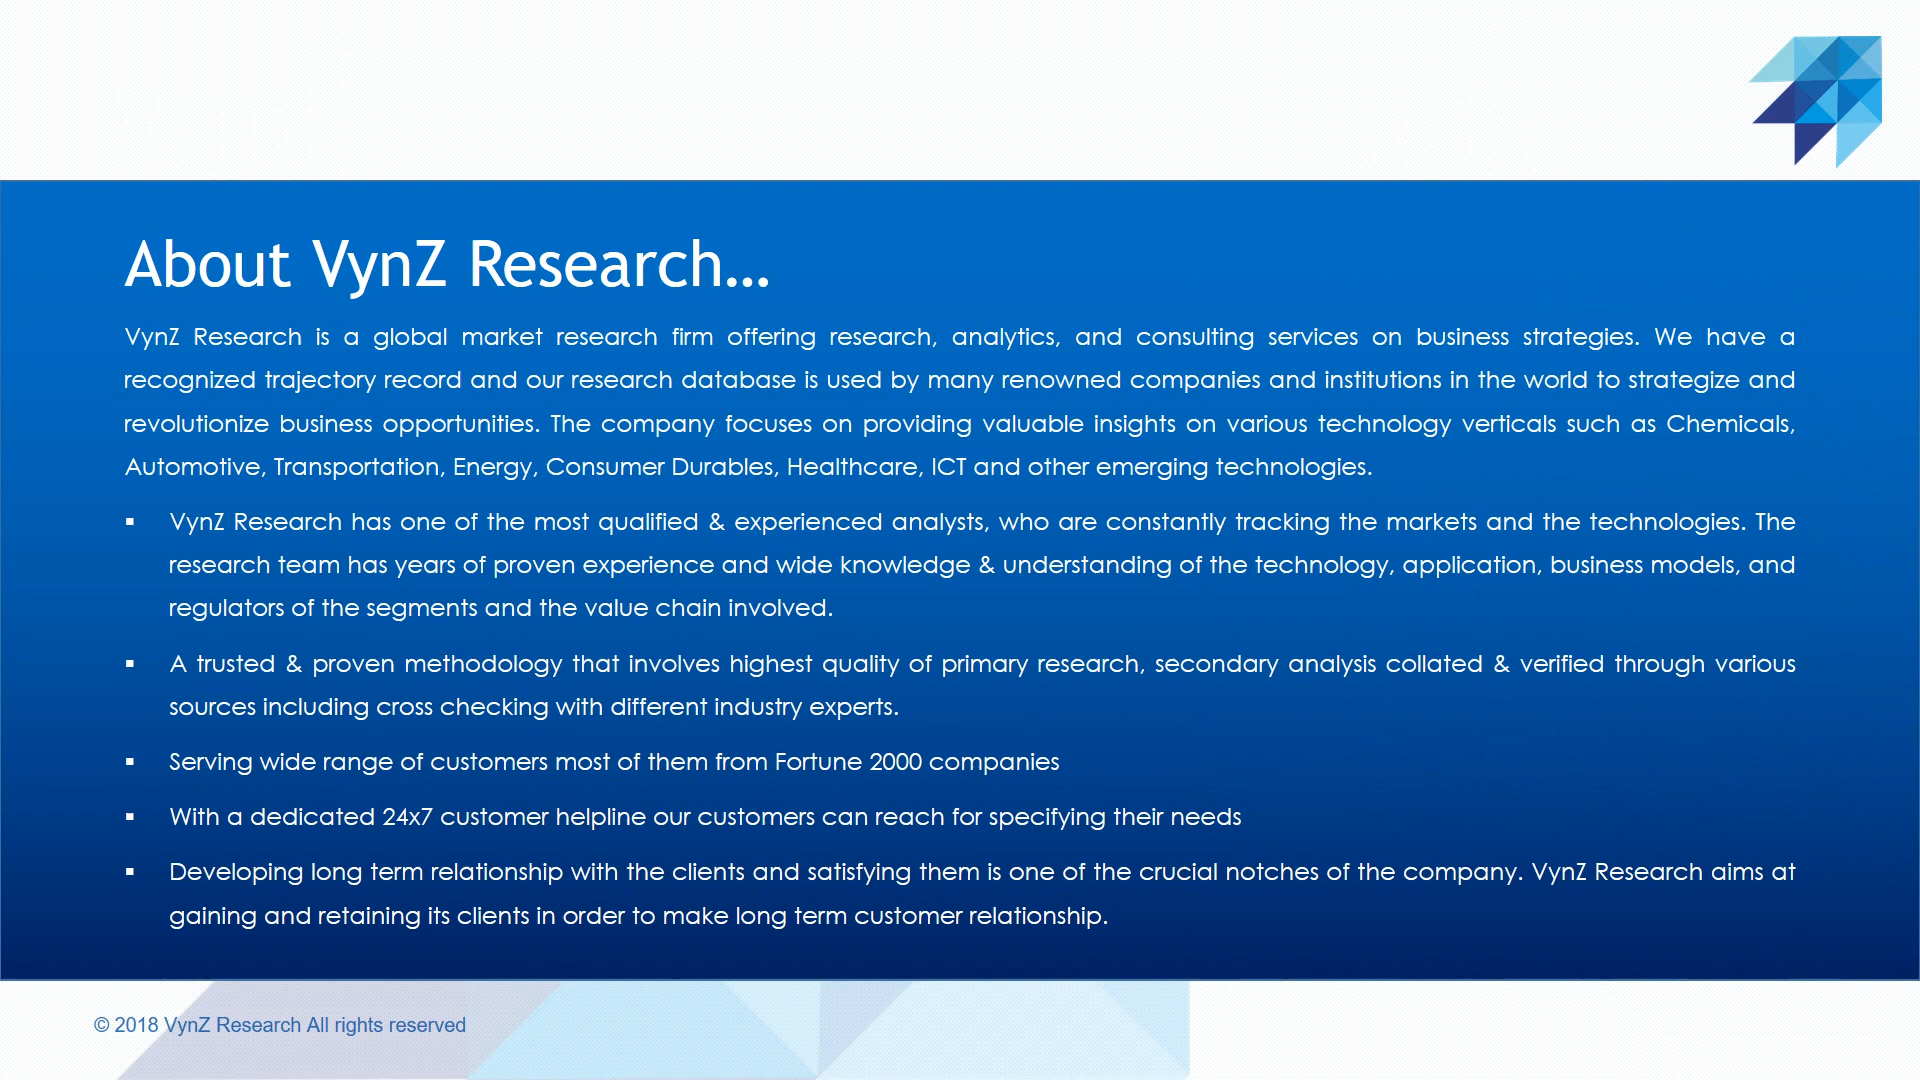 About VynZ Research...
VynZ Research is a global market research firm offering research, analytics, and consulting services on business strategies. We have a
recognized trajectory record and our research database is used by many renowned companies and institutions in the world to strategize and
revolutionize business opportunities. The company focuses on providing valuable insights on various technology verticals such as Chemicals,
Automotive, Transportation, Energy, Consumer Durables, Healthcare, ICT and other emerging technologies.
▪ VynZ Research has one of the most qualified & experienced analysts, who are constantly tracking the markets and the technologies. The
research team has years of proven experience and wide knowledge & understanding of the technology, application, business models, and
regulators of the segments and the value chain involved.
▪ A trusted & proven methodology that involves highest quality of primary research, secondary analysis collated & verified through various
sources including cross checking with different industry experts.
▪ Serving wide range of customers most of them from Fortune 2000 companies
▪ With a dedicated 24x7 customer helpline our customers can reach for specifying their needs
▪ Developing long term relationship with the clients and satisfying them is one of the crucial notches of the company. VynZ Research aims at
gaining and retaining its clients in order to make long term customer relationship.
© 2018 VynZ Research All rights reserved